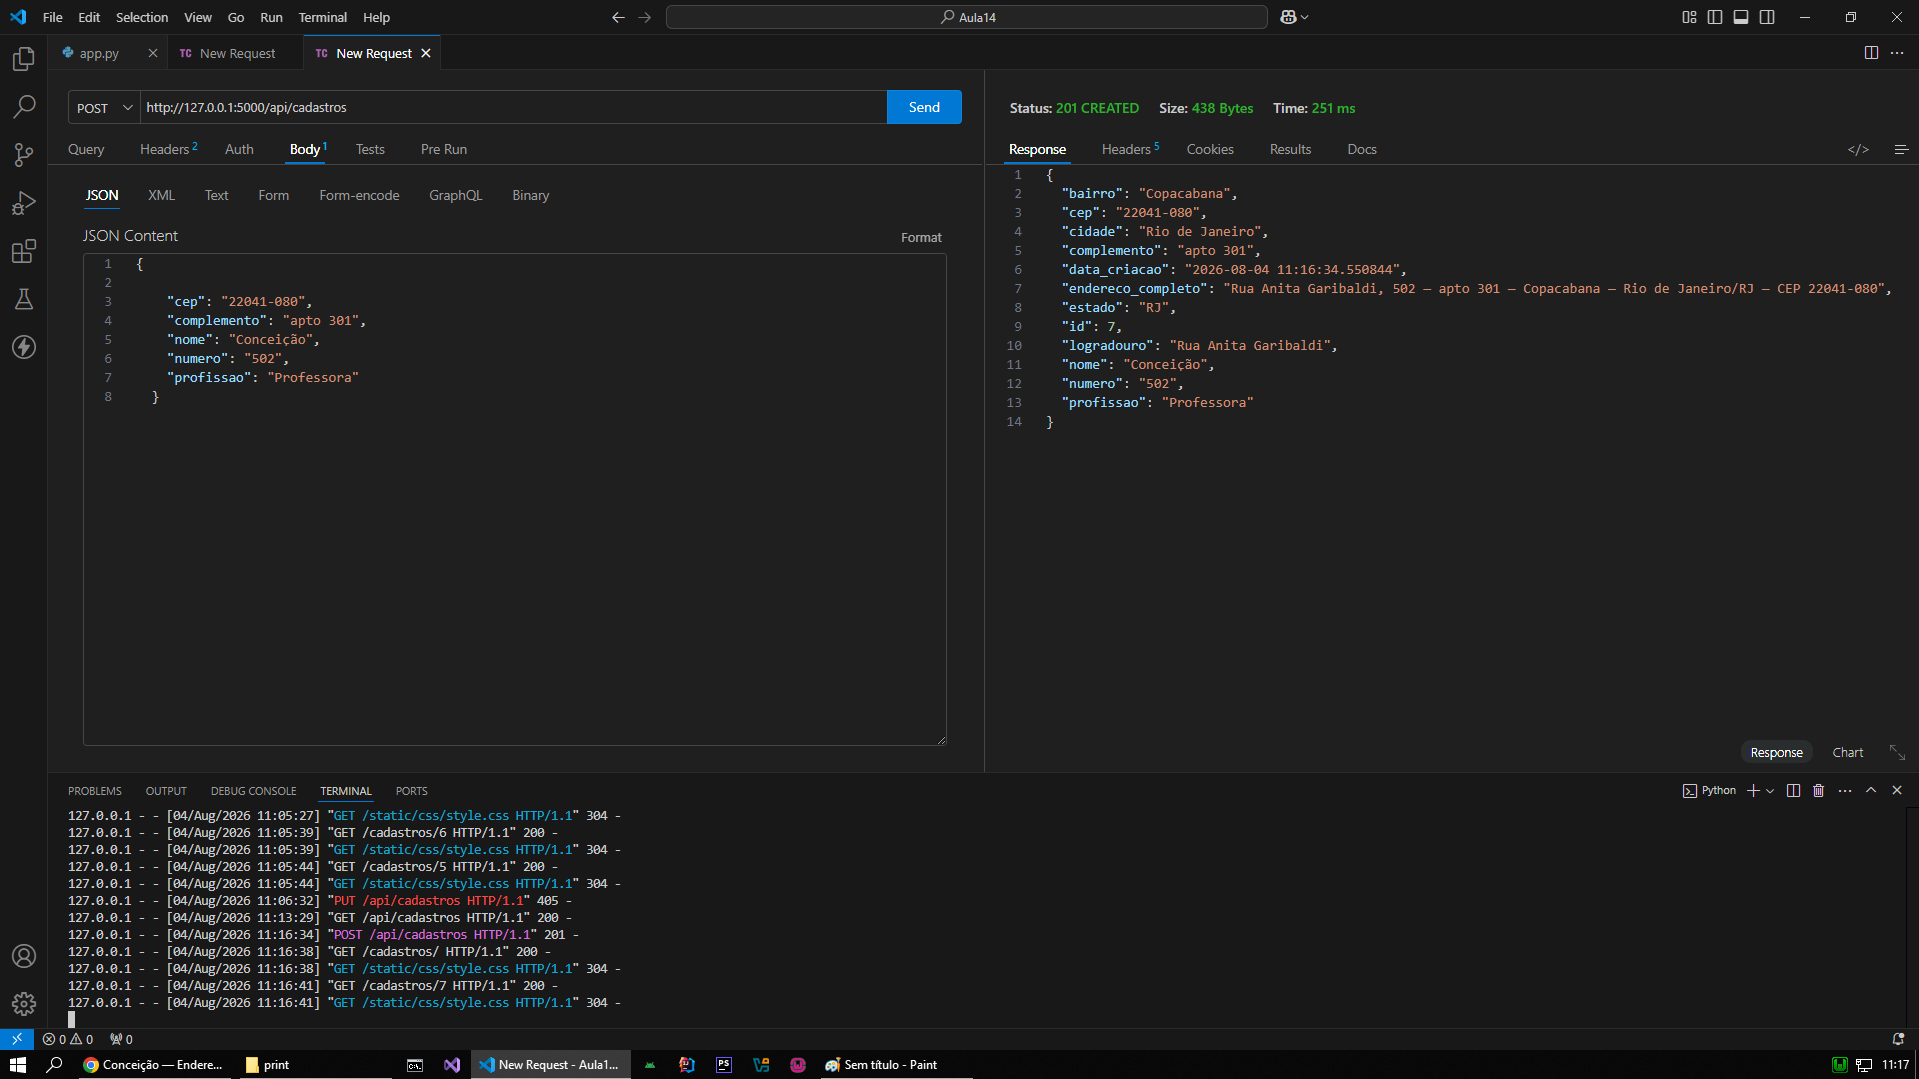 File Edit Selection View Go Run Terminal Help
Aula14
app.py
TC New Request
TC New Request
POST http://127.0.0.1:5000/api/cadastros Send
Query Headers 2 Auth Body 1 Tests Pre Run
JSON XML Text Form Form-encode GraphQL Binary
JSON Content Format
1 {
2
3 "cep": "22041-080",
4 "complemento": "apto 301",
5 "nome": "Conceição",
6 "numero": "502",
7 "profissao": "Professora"
8 }
Status: 201 CREATED Size: 438 Bytes Time: 251 ms
Response Headers 5 Cookies Results Docs
1 {
2 "bairro": "Copacabana",
3 "cep": "22041-080",
4 "cidade": "Rio de Janeiro",
5 "complemento": "apto 301",
6 "data_criacao": "2026-08-04 11:16:34.550844",
7 "endereco_completo": "Rua Anita Garibaldi, 502 — apto 301 — Copacabana — Rio de Janeiro/RJ — CEP 22041-080",
8 "estado": "RJ",
9 "id": 7,
10 "logradouro": "Rua Anita Garibaldi",
11 "nome": "Conceição",
12 "numero": "502",
13 "profissao": "Professora"
14 }
Response Chart
PROBLEMS OUTPUT DEBUG CONSOLE TERMINAL PORTS
Python
127.0.0.1 - - [04/Aug/2026 11:05:27] "GET /static/css/style.css HTTP/1.1" 304 -
127.0.0.1 - - [04/Aug/2026 11:05:39] "GET /cadastros/6 HTTP/1.1" 200 -
127.0.0.1 - - [04/Aug/2026 11:05:39] "GET /static/css/style.css HTTP/1.1" 304 -
127.0.0.1 - - [04/Aug/2026 11:05:44] "GET /cadastros/5 HTTP/1.1" 200 -
127.0.0.1 - - [04/Aug/2026 11:05:44] "GET /static/css/style.css HTTP/1.1" 304 -
127.0.0.1 - - [04/Aug/2026 11:06:32] "PUT /api/cadastros HTTP/1.1" 405 -
127.0.0.1 - - [04/Aug/2026 11:13:29] "GET /api/cadastros HTTP/1.1" 200 -
127.0.0.1 - - [04/Aug/2026 11:16:34] "POST /api/cadastros HTTP/1.1" 201 -
127.0.0.1 - - [04/Aug/2026 11:16:38] "GET /cadastros/ HTTP/1.1" 200 -
127.0.0.1 - - [04/Aug/2026 11:16:38] "GET /static/css/style.css HTTP/1.1" 304 -
127.0.0.1 - - [04/Aug/2026 11:16:41] "GET /cadastros/7 HTTP/1.1" 200 -
127.0.0.1 - - [04/Aug/2026 11:16:41] "GET /static/css/style.css HTTP/1.1" 304 -
0 0 0
Conceição — Endere... print New Request - Aula1... PS Sem título - Paint 11:17